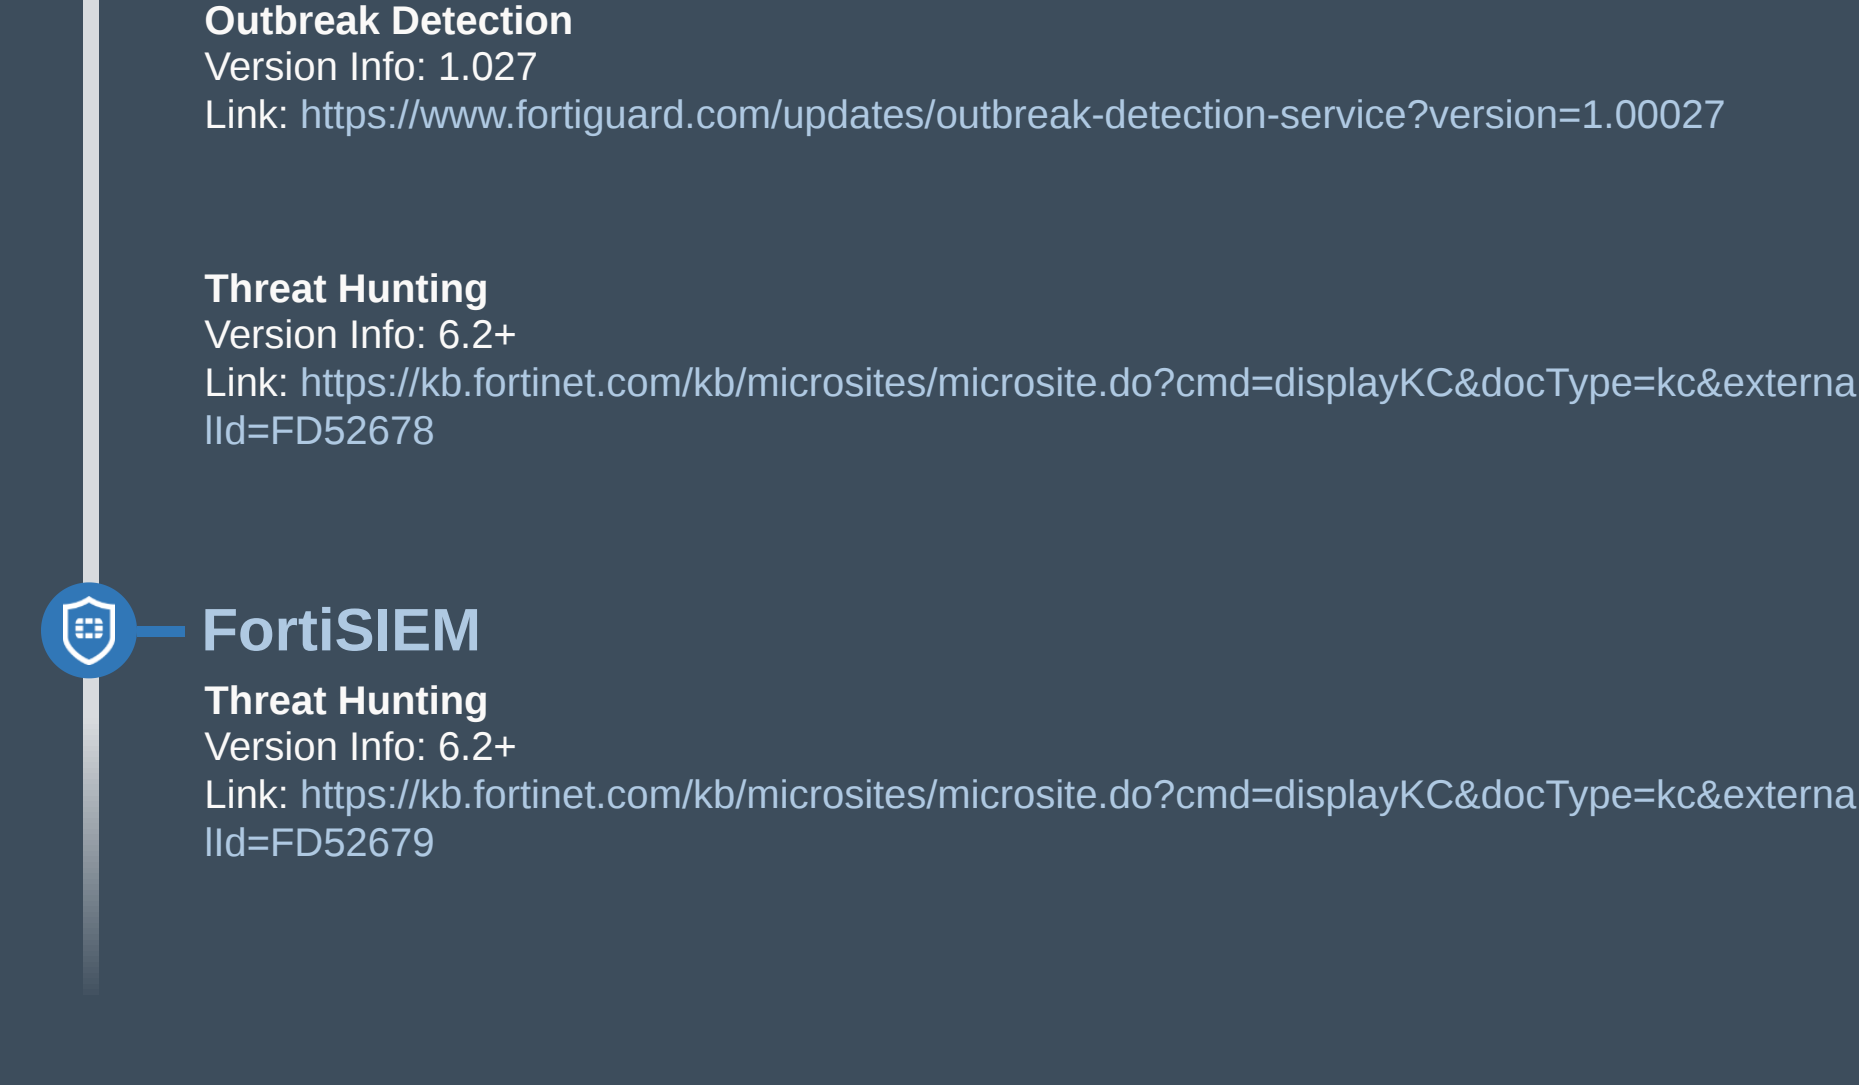 Outbreak Detection
Version Info: 1.027
Link: https://www.fortiguard.com/updates/outbreak-detection-service?version=1.00027
Threat Hunting
Version Info: 6.2+
Link: https://kb.fortinet.com/kb/microsites/microsite.do?cmd=displayKC&docType=kc&externa
lId=FD52678
FortiSIEM
Threat Hunting
Version Info: 6.2+
Link: https://kb.fortinet.com/kb/microsites/microsite.do?cmd=displayKC&docType=kc&externa
lId=FD52679